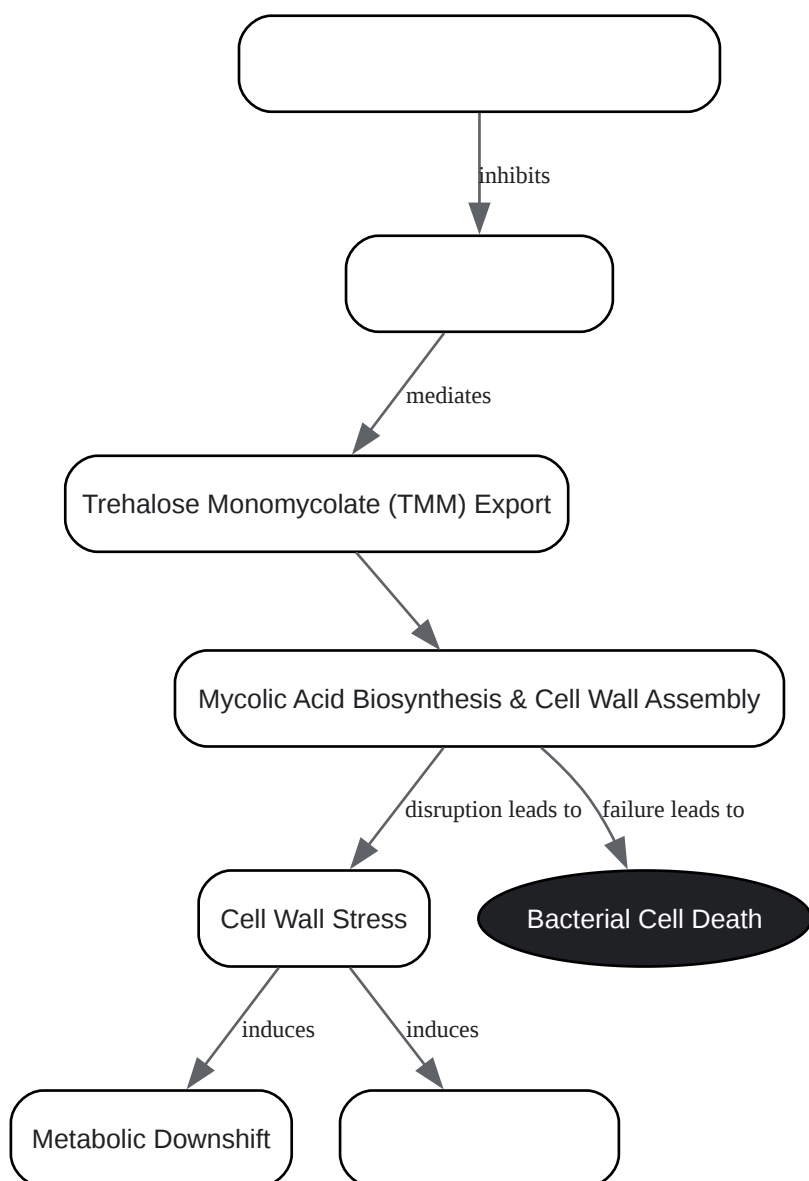 inhibits
mediates
Trehalose Monomycolate (TMM) Export
Mycolic Acid Biosynthesis & Cell Wall Assembly
disruption leads to
failure leads to
Cell Wall Stress
Bacterial Cell Death
induces
induces
Metabolic Downshift